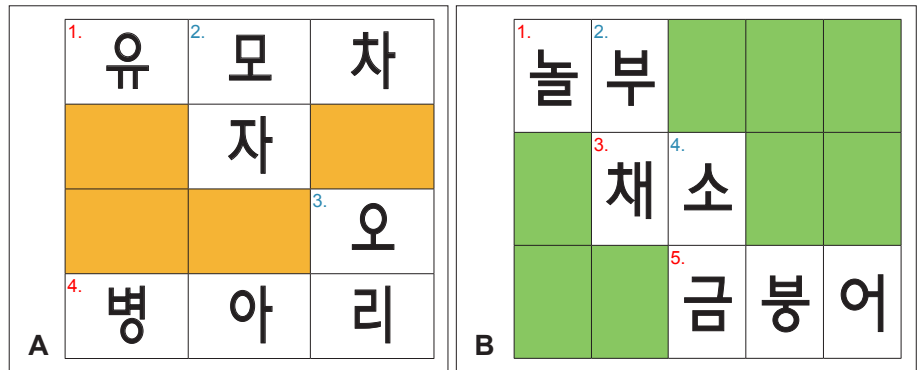 1. 유 2. 모 차
자
3. 오
4. 병 아 리
A
1. 놀 2. 부
3. 채 4. 소
5. 금 붕 어
B